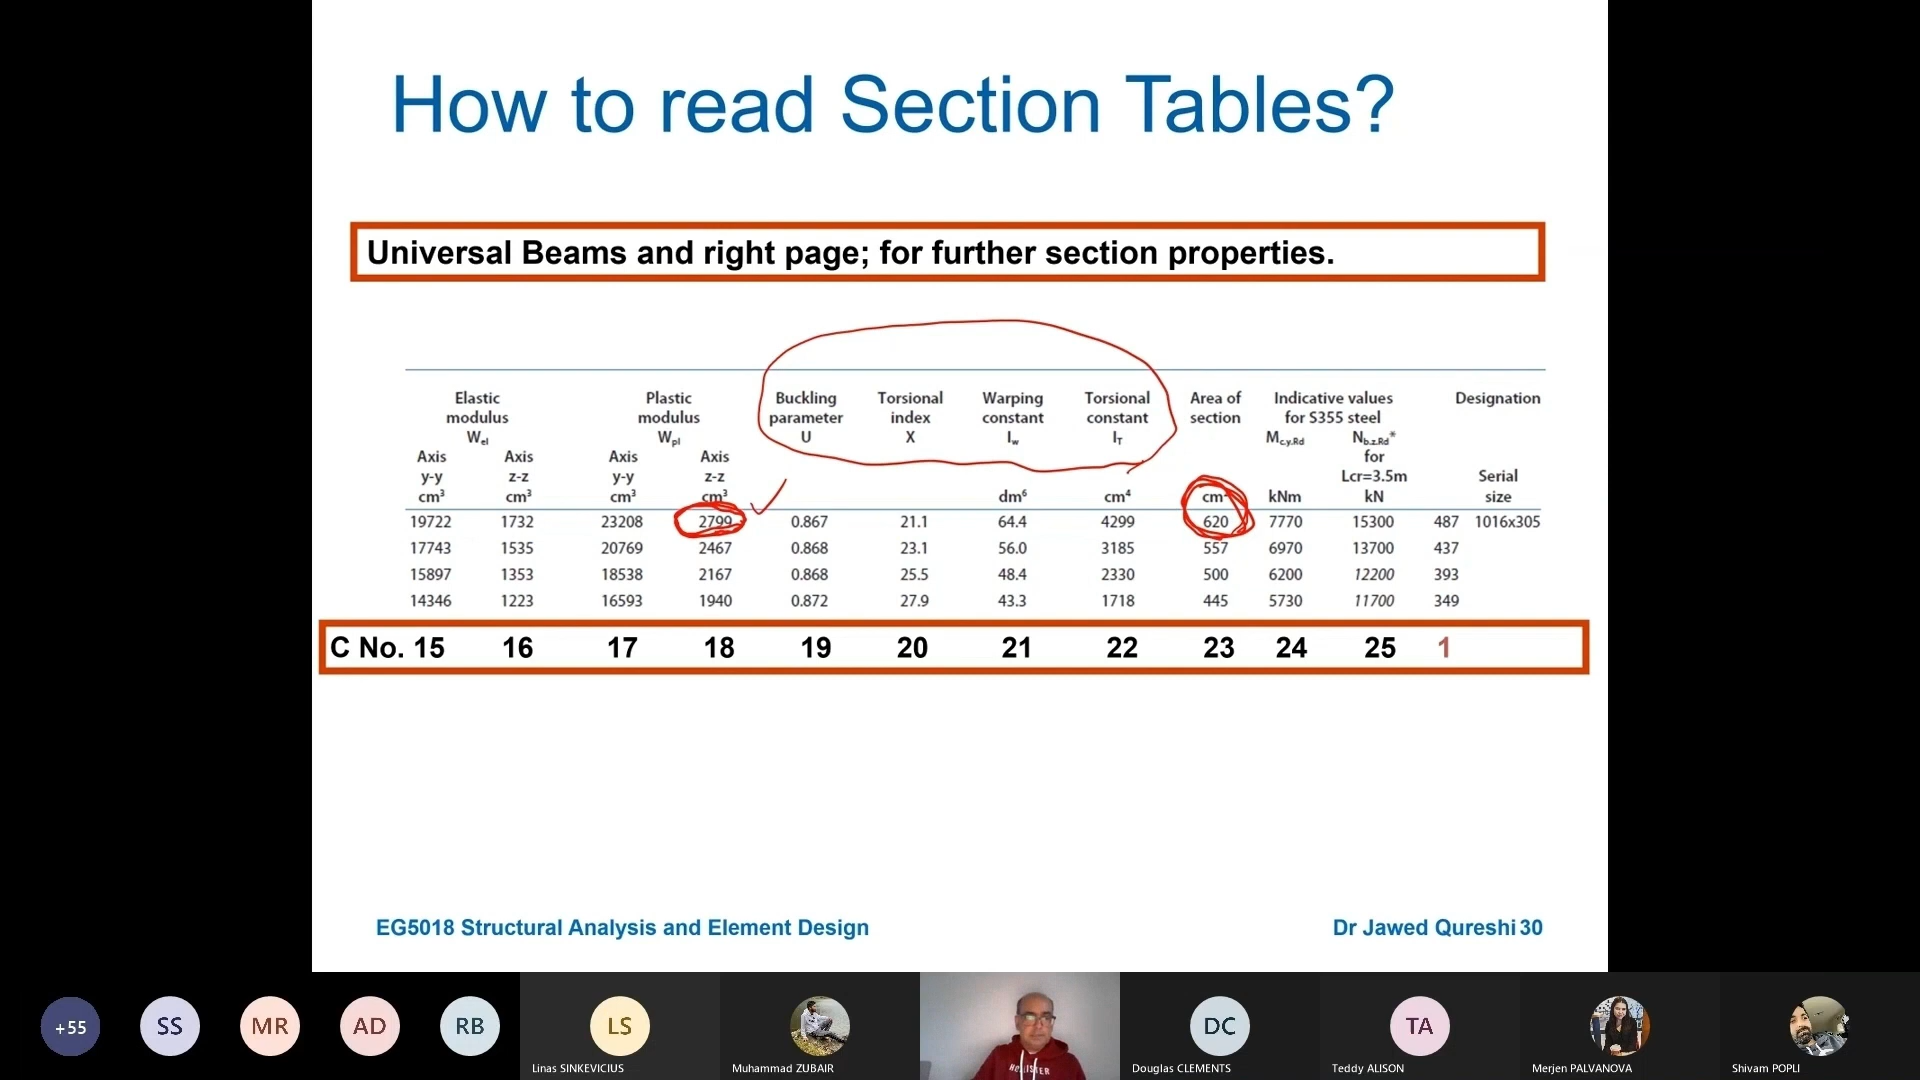 How to read Section Tables?
Universal Beams and right page; for further section properties.
Elastic modulus Wel Plastic modulus Wpl Buckling parameter U Torsional index X Warping constant Iw Torsional constant IT Area of section Indicative values for S355 steel Designation
Mc,y,Rd Nb,z,Rd* for Lcr=3.5m
Axis y-y cm³ Axis z-z cm³ Axis y-y cm³ Axis z-z cm³ dm⁶ cm⁴ cm² kNm kN Serial size
19722 1732 23208 2799 0.867 21.1 64.4 4299 620 7770 15300 487 1016x305
17743 1535 20769 2467 0.868 23.1 56.0 3185 557 6970 13700 437
15897 1353 18538 2167 0.868 25.5 48.4 2330 500 6200 12200 393
14346 1223 16593 1940 0.872 27.9 43.3 1718 445 5730 11700 349
C No. 15 16 17 18 19 20 21 22 23 24 25 1
EG5018 Structural Analysis and Element Design Dr Jawed Qureshi 30
+55 SS MR AD RB LS DC TA
HOLLISTER
Linas SINKEVICIUS Muhammad ZUBAIR Douglas CLEMENTS Teddy ALISON Merjen PALVANOVA Shivam POPLI